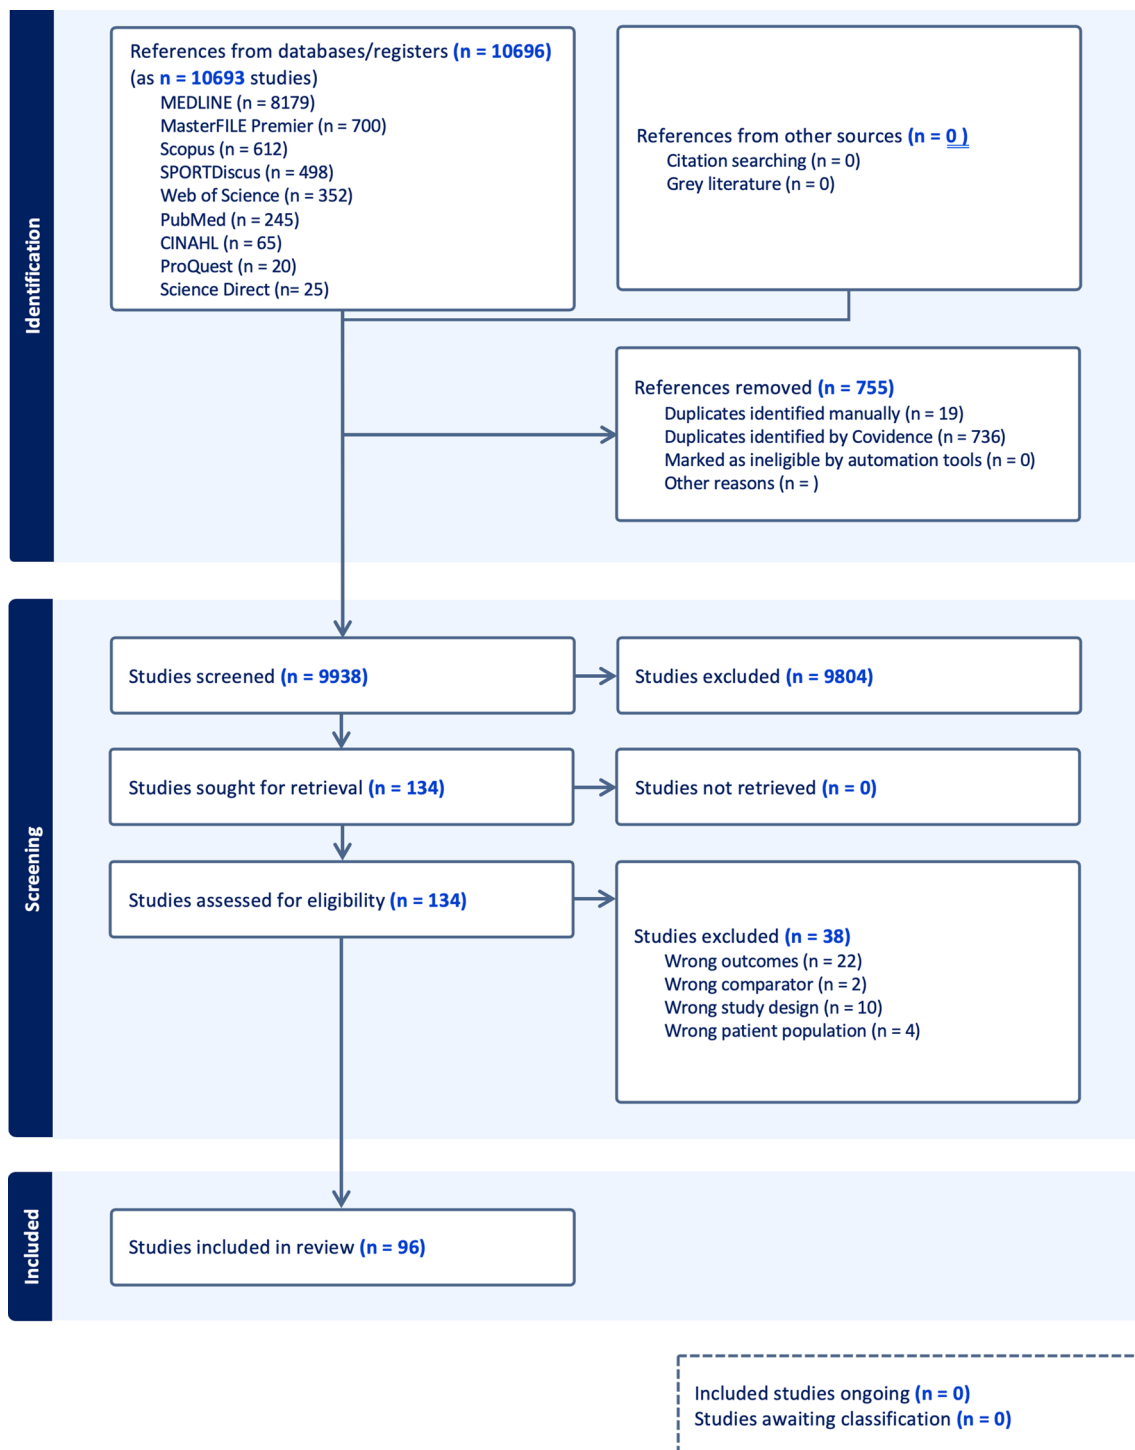 Identification
References from databases/registers (n = 10696)
(as n = 10693 studies)
MEDLINE (n = 8179)
MasterFILE Premier (n = 700)
Scopus (n = 612)
SPORTDiscus (n = 498)
Web of Science (n = 352)
PubMed (n = 245)
CINAHL (n = 65)
ProQuest (n = 20)
Science Direct (n= 25)
References from other sources (n = 0 )
Citation searching (n = 0)
Grey literature (n = 0)
References removed (n = 755)
Duplicates identified manually (n = 19)
Duplicates identified by Covidence (n = 736)
Marked as ineligible by automation tools (n = 0)
Other reasons (n = )
Screening
Studies screened (n = 9938)
Studies excluded (n = 9804)
Studies sought for retrieval (n = 134)
Studies not retrieved (n = 0)
Studies assessed for eligibility (n = 134)
Studies excluded (n = 38)
Wrong outcomes (n = 22)
Wrong comparator (n = 2)
Wrong study design (n = 10)
Wrong patient population (n = 4)
Included
Studies included in review (n = 96)
Included studies ongoing (n = 0)
Studies awaiting classification (n = 0)